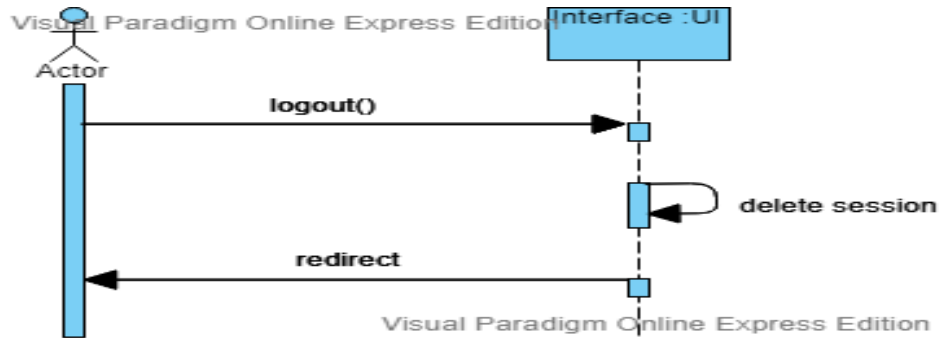 Visual Paradigm Online Express Edition
Interface :UI
Actor
logout()
delete session
redirect
Visual Paradigm Online Express Edition